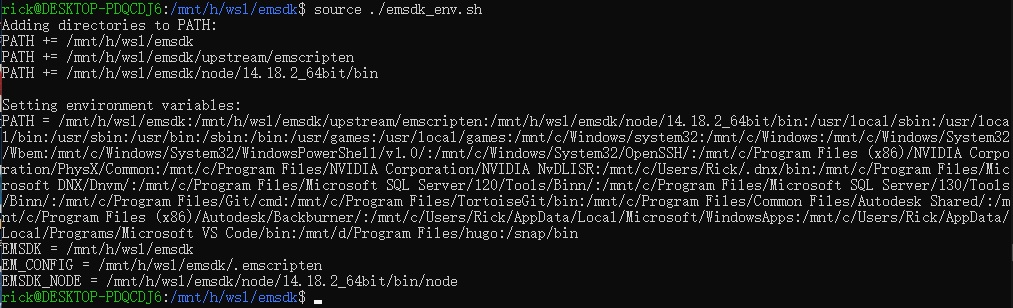 rick@DESKTOP-PDQCDJ6:/mnt/h/wsl/emsdk$ source ./emsdk_env.sh
Adding directories to PATH:
PATH += /mnt/h/wsl/emsdk
PATH += /mnt/h/wsl/emsdk/upstream/emscripten
PATH += /mnt/h/wsl/emsdk/node/14.18.2_64bit/bin
Setting environment variables:
PATH = /mnt/h/wsl/emsdk:/mnt/h/wsl/emsdk/upstream/emscripten:/mnt/h/wsl/emsdk/node/14.18.2_64bit/bin:/usr/local/sbin:/usr/loca
l/bin:/usr/sbin:/usr/bin:/sbin:/bin:/usr/games:/usr/local/games:/mnt/c/Windows/system32:/mnt/c/Windows:/mnt/c/Windows/System32
/Wbem:/mnt/c/Windows/System32/WindowsPowerShell/v1.0/:/mnt/c/Windows/System32/OpenSSH/:/mnt/c/Program Files (x86)/NVIDIA Corpo
ration/PhysX/Common:/mnt/c/Program Files/NVIDIA Corporation/NVIDIA NvDLISR:/mnt/c/Users/Rick/.dnx/bin:/mnt/c/Program Files/Mic
rosoft DNX/Dnvm/:/mnt/c/Program Files/Microsoft SQL Server/120/Tools/Binn/:/mnt/c/Program Files/Microsoft SQL Server/130/Tools
/Binn/:/mnt/c/Program Files/Git/cmd:/mnt/c/Program Files/TortoiseGit/bin:/mnt/c/Program Files/Common Files/Autodesk Shared/:/m
nt/c/Program Files (x86)/Autodesk/Backburner/:/mnt/c/Users/Rick/AppData/Local/Microsoft/WindowsApps:/mnt/c/Users/Rick/AppData/
Local/Programs/Microsoft VS Code/bin:/mnt/d/Program Files/hugo:/snap/bin
EMSDK = /mnt/h/wsl/emsdk
EM_CONFIG = /mnt/h/wsl/emsdk/.emscripten
EMSDK_NODE = /mnt/h/wsl/emsdk/node/14.18.2_64bit/bin/node
rick@DESKTOP-PDQCDJ6:/mnt/h/wsl/emsdk$